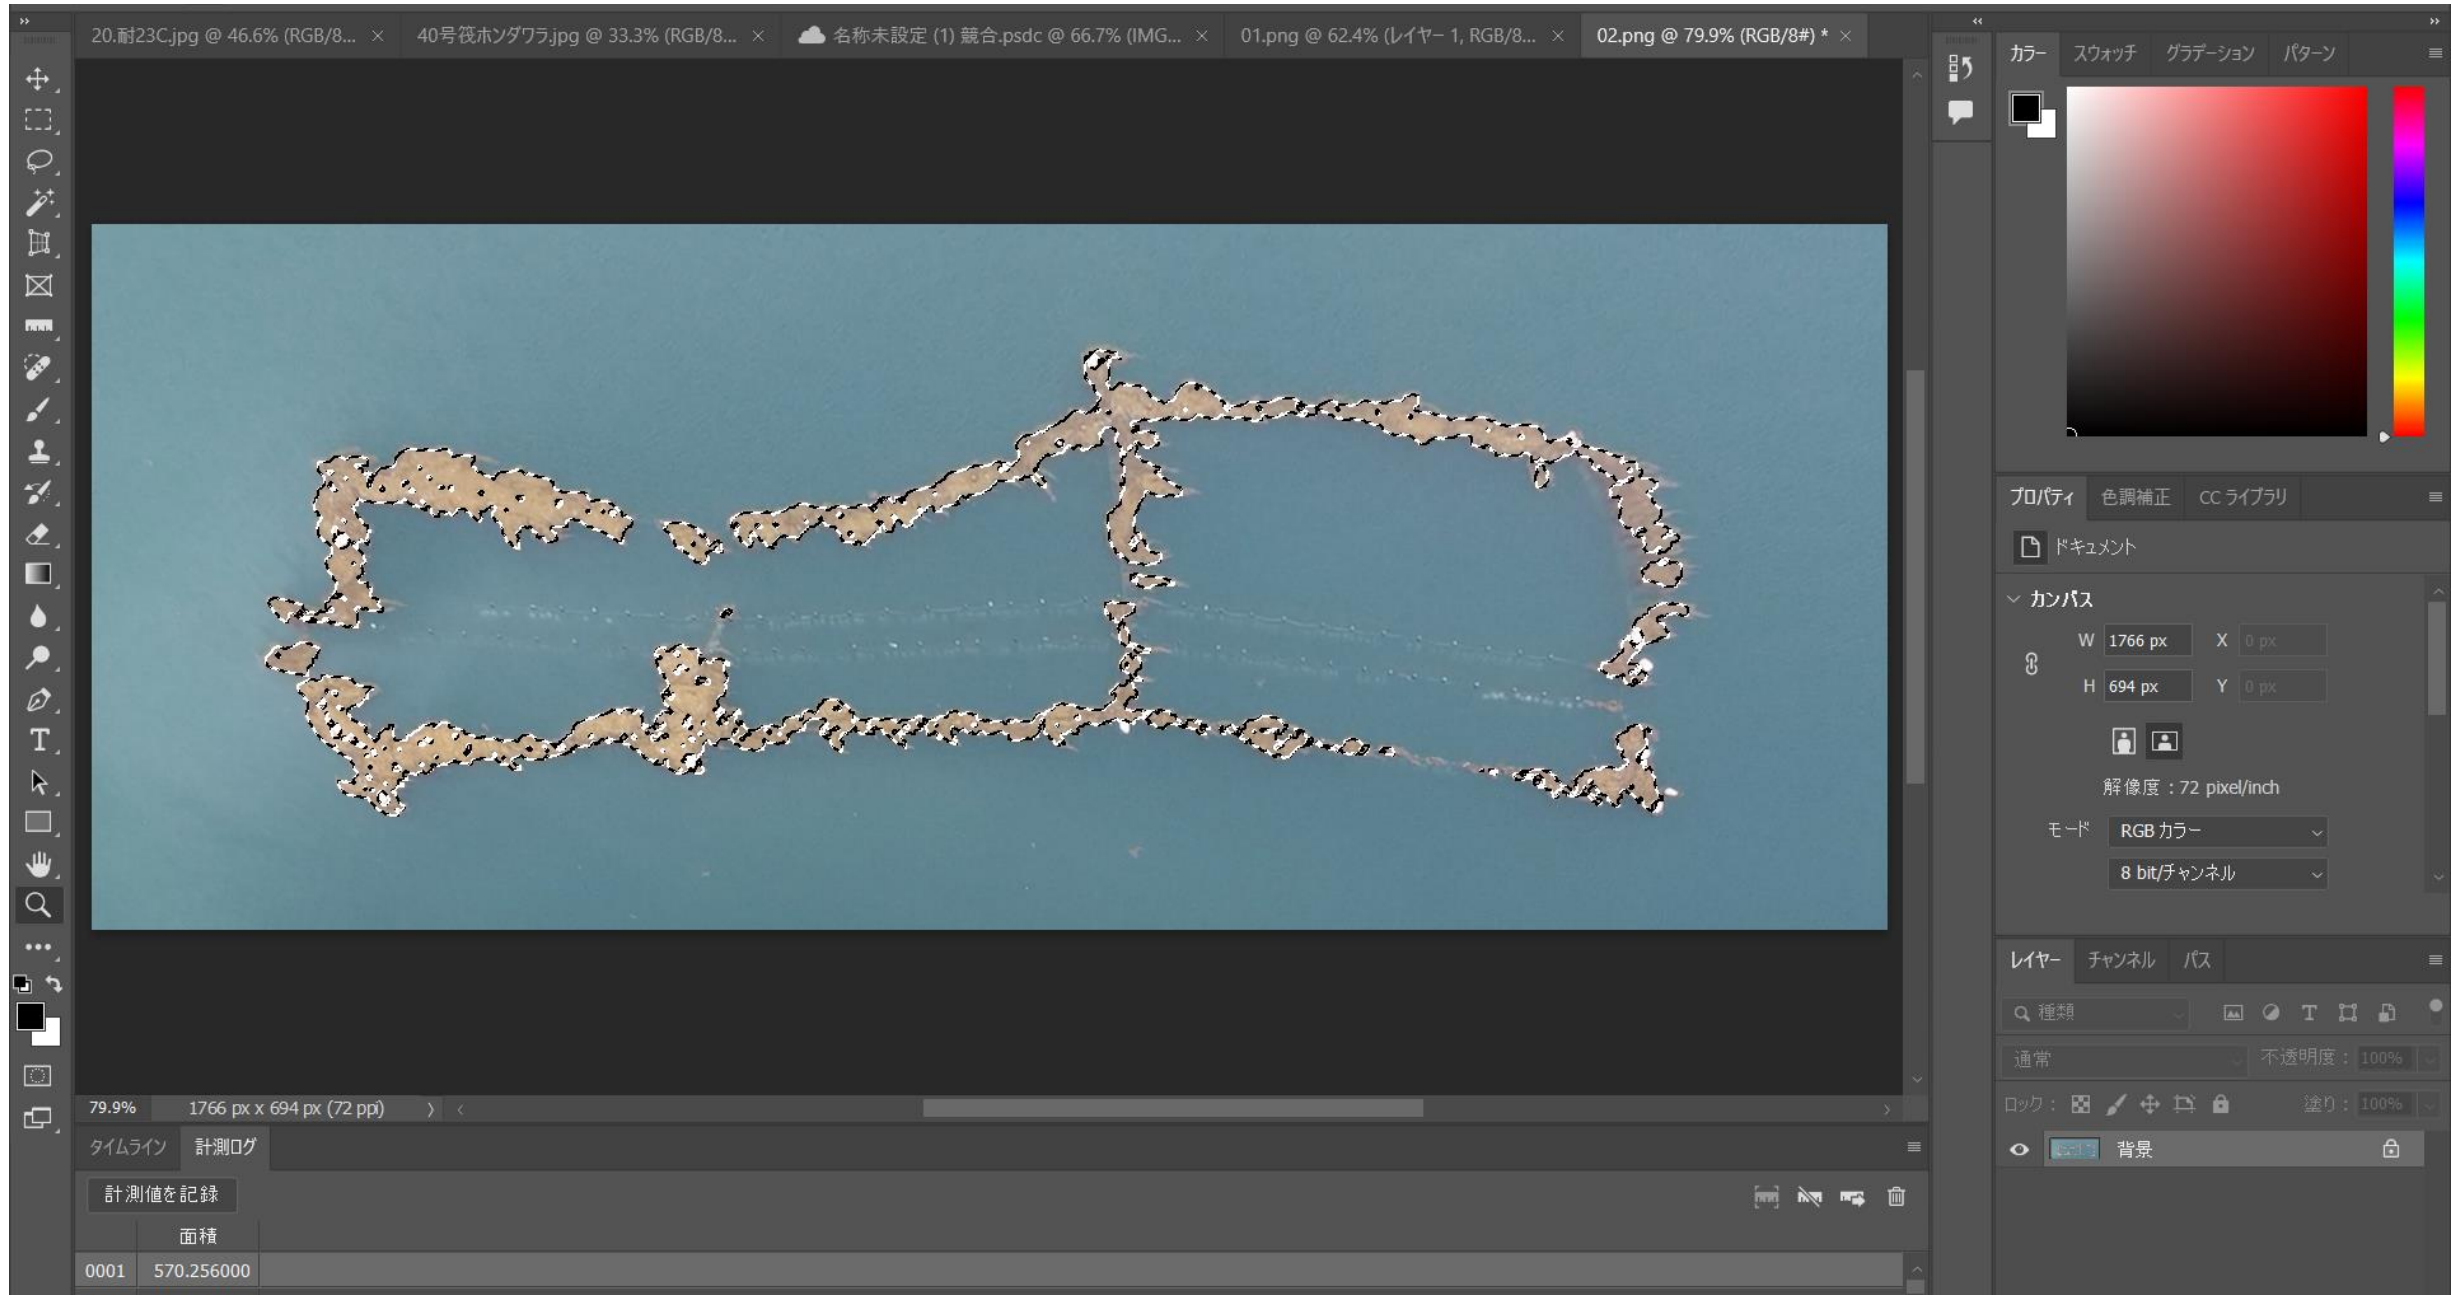 20.耐23C.jpg @ 46.6% (RGB/8... ×
40号筏ホンダワラ.jpg @ 33.3% (RGB/8... ×
名称未設定 (1) 競合.psdc @ 66.7% (IMG... ×
01.png @ 62.4% (レイヤー 1, RGB/8... ×
02.png @ 79.9% (RGB/8#) * ×
カラー スウォッチ グラデーション パターン
プロパティ 色調補正 CC ライブラリ
ドキュメント
カンバス
W 1766 px X 0 px
H 694 px Y 0 px
解像度 : 72 pixel/inch
モード RGB カラー
8 bit/チャンネル
レイヤー チャンネル パス
種類
通常 不透明度 : 100%
ロック : 塗り : 100%
背景
79.9% 1766 px x 694 px (72 ppi)
タイムライン 計測ログ
計測値を記録
面積
0001 570.256000